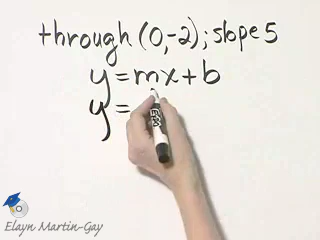 through (0,-2); slope 5
y = mx + b
y =
Elayn Martin-Gay